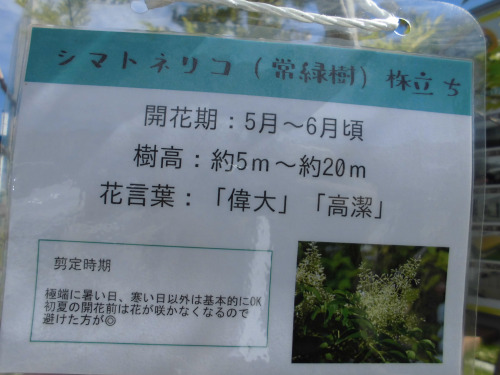 シマトネリコ(常緑樹)株立ち
開花期:5月~6月頃
樹高:約5m~約20m
花言葉:「偉大」「高潔」
剪定時期
極端に暑い日、寒い日以外は基本的にOK
初夏の開花前は花が咲かなくなるので
避けた方が◎